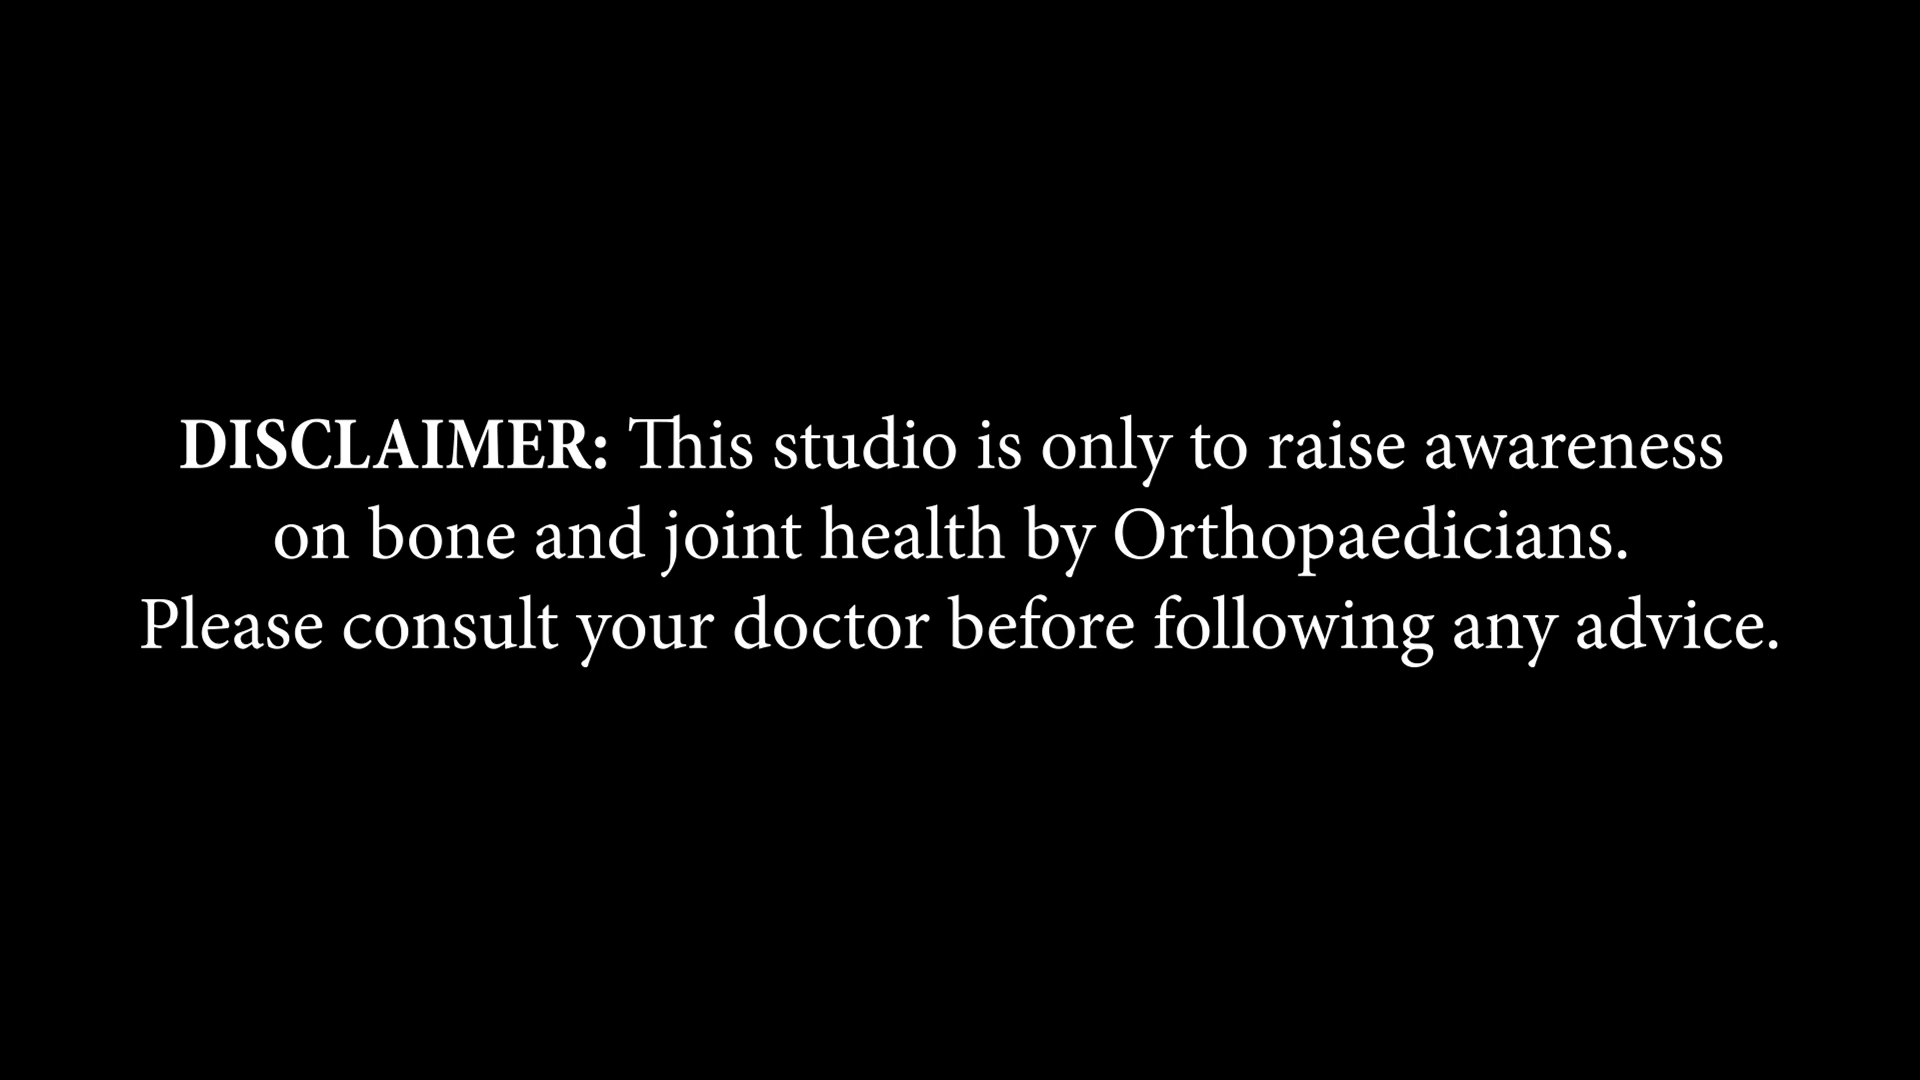 DISCLAIMER: This studio is only to raise awareness
on bone and joint health by Orthopaedicians.
Please consult your doctor before following any advice.